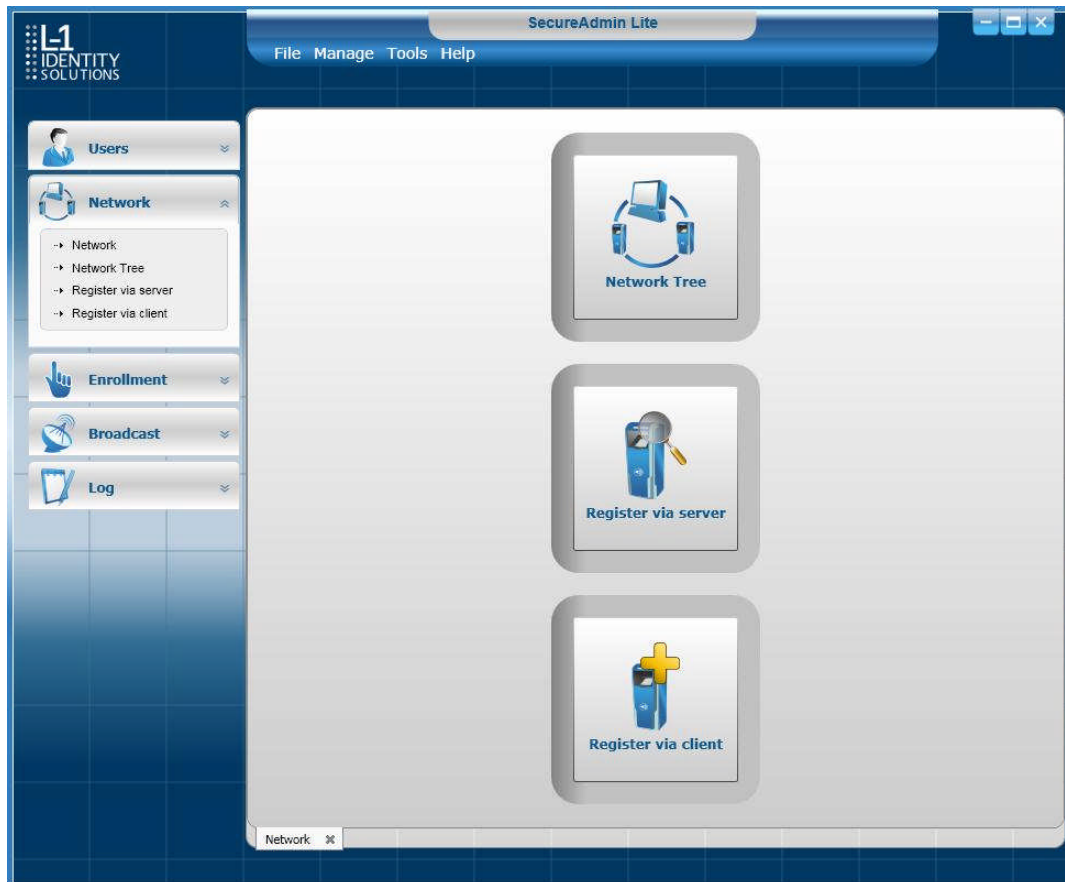 SecureAdmin Lite
L-1
IDENTITY
SOLUTIONS
File Manage Tools Help
Users
Network
Network
Network Tree
Register via server
Register via client
Enrollment
Broadcast
Log
Network Tree
Register via server
Register via client
Network